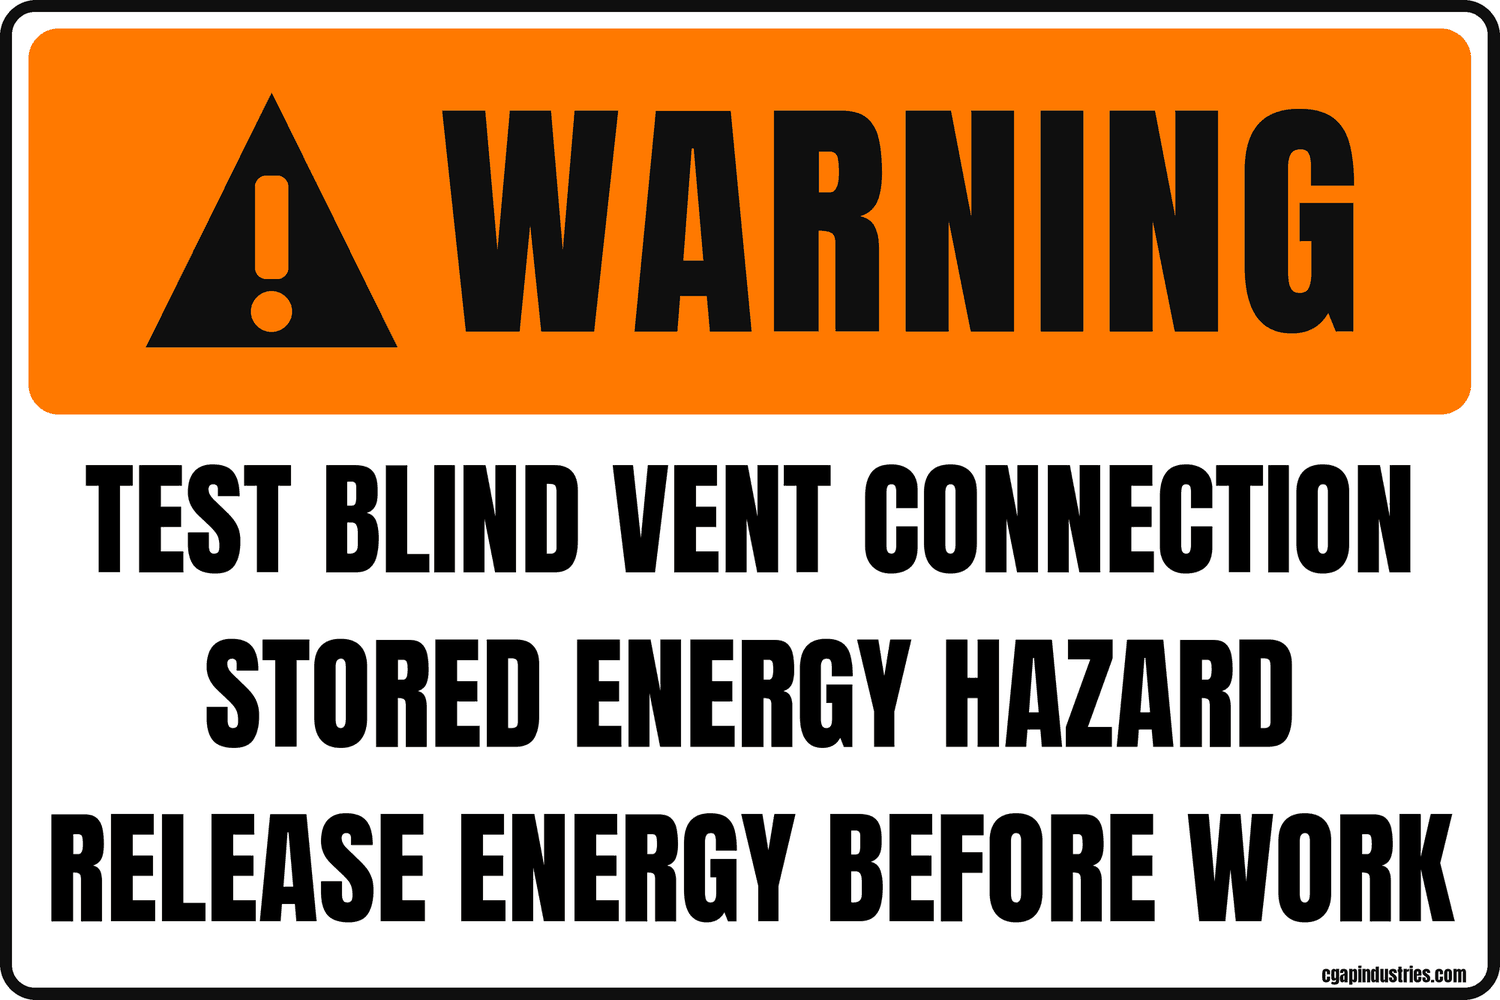 WARNING
TEST BLIND VENT CONNECTION
STORED ENERGY HAZARD
RELEASE ENERGY BEFORE WORK
cgapindustries.com